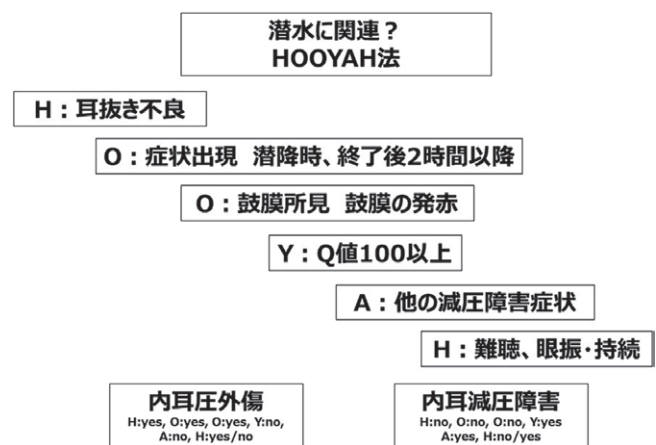 潜水に関連？
HOOYAH法
H：耳抜き不良
O：症状出現 潜降時、終了後2時間以降
O：鼓膜所見 鼓膜の発赤
Y：Q値100以上
A：他の減圧障害症状
H：難聴、眼振・持続
内耳圧外傷
H:yes, O:yes, O:yes, Y:no,
A:no, H:yes/no
内耳減圧障害
H:no, O:no, O:no, Y:yes
A:yes, H:no/yes